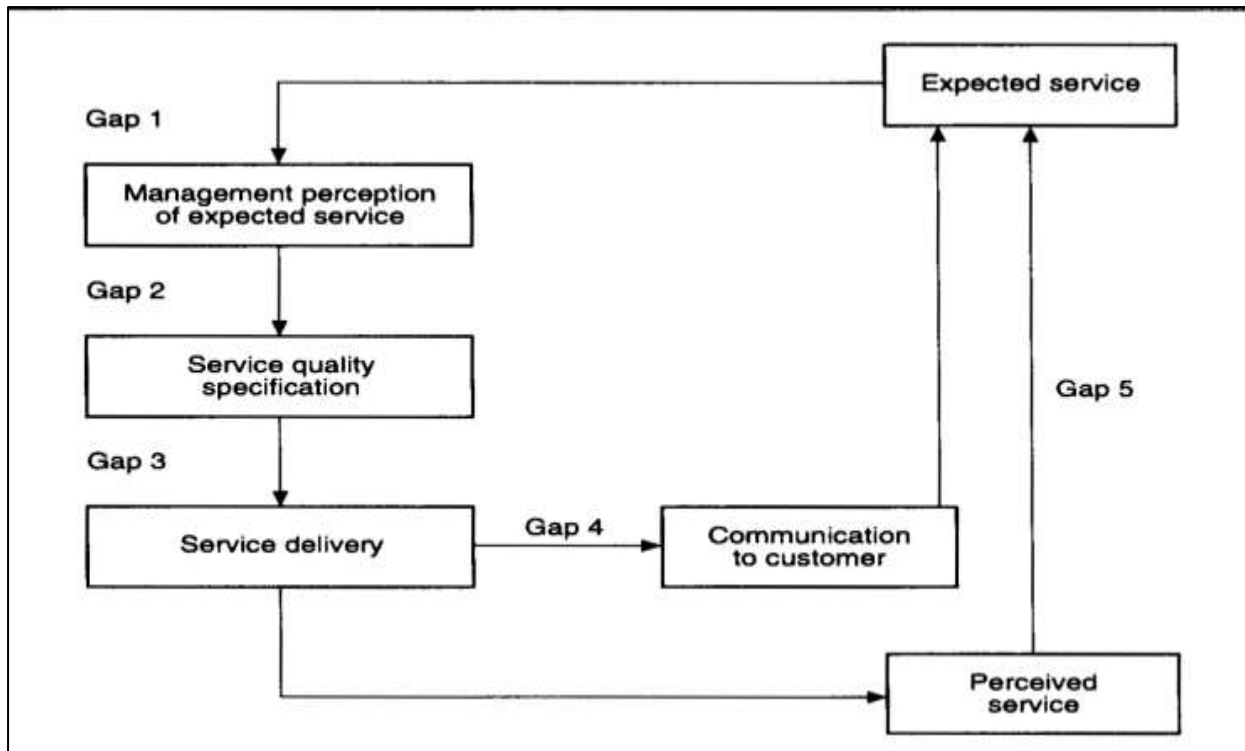 Expected service
Gap 1
Management perception
of expected service
Gap 2
Service quality
specification
Gap 5
Gap 3
Service delivery
Gap 4
Communication
to customer
Perceived
service